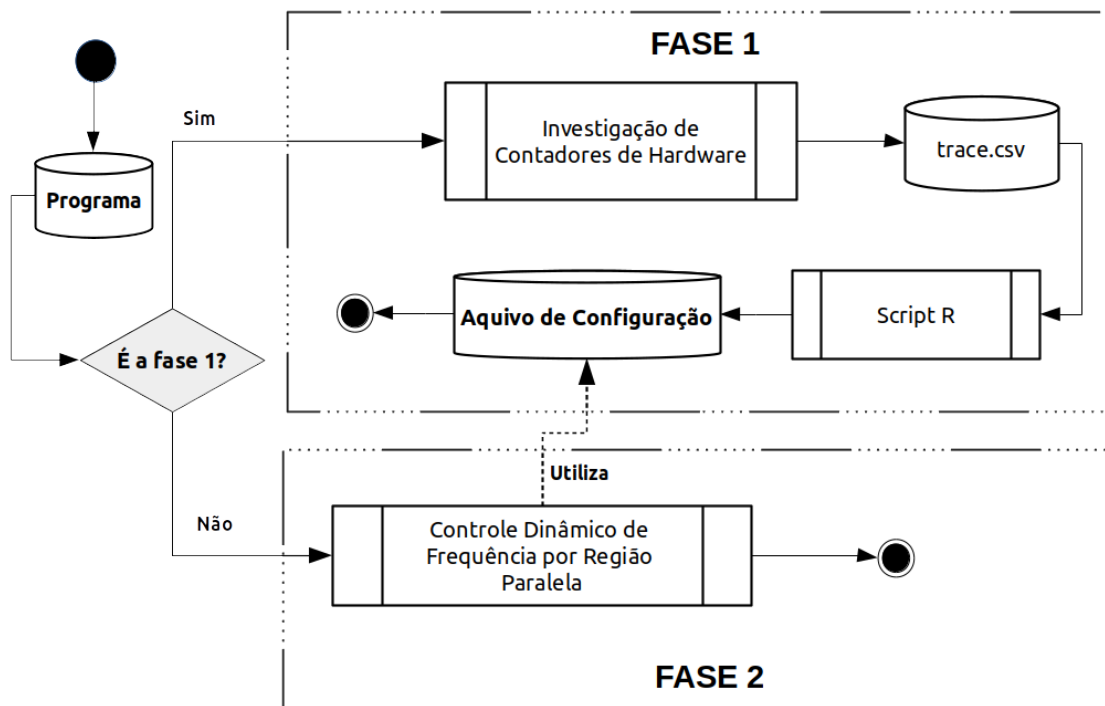 FASE 1
Sim
Investigação de
Contadores de Hardware
trace.csv
Programa
Aquivo de Configuração
Script R
É a fase 1?
Utiliza
Não
Controle Dinâmico de
Frequência por Região
Paralela
FASE 2